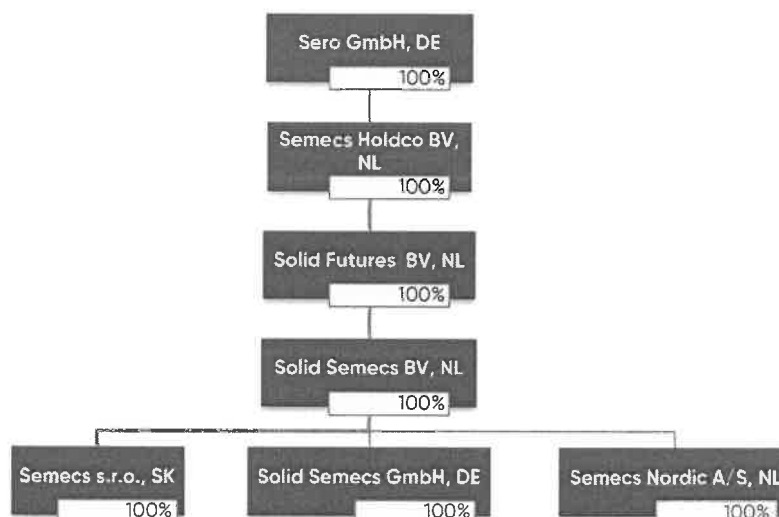 Sero GmbH, DE
100%
Semecs Holdco BV,
NL
100%
Solid Futures BV, NL
100%
Solid Semecs BV, NL
100%
Semecs s.r.o., SK
100%
Solid Semecs GmbH, DE
100%
Semecs Nordic A/S, NL
100%